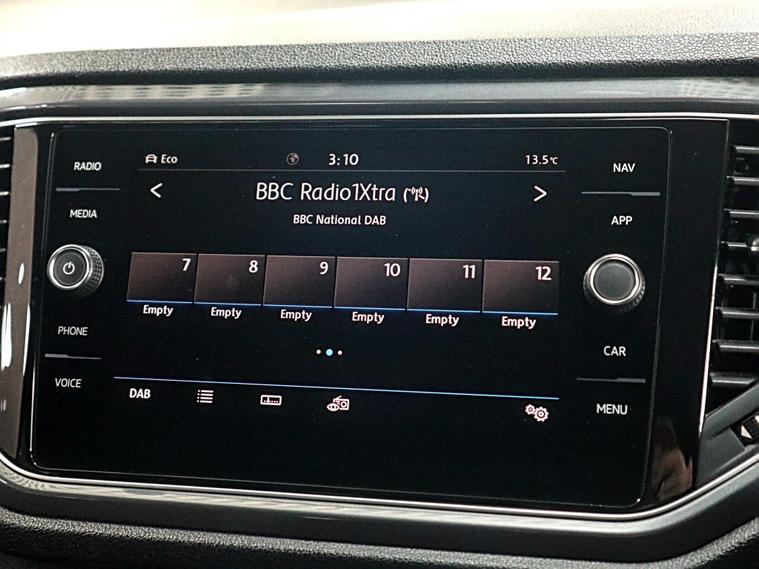 Eco 3:10 13.5°C
RADIO
NAV
< BBC Radio1Xtra >
MEDIA
BBC National DAB
APP
7 8 9 10 11 12
Empty Empty Empty Empty Empty Empty
PHONE
CAR
VOICE
DAB
MENU